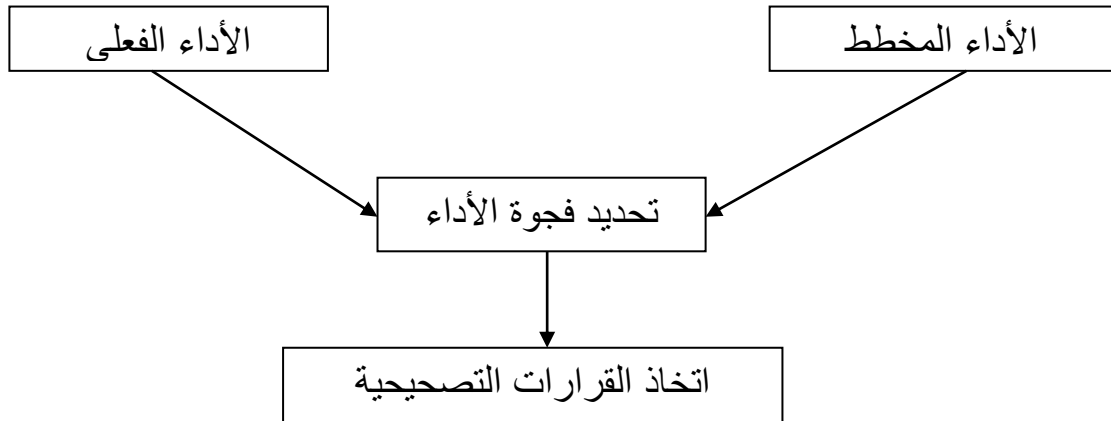 الأداء المخطط
الأداء الفعلى
تحديد فجوة الأداء
اتخاذ القرارات التصحيحية